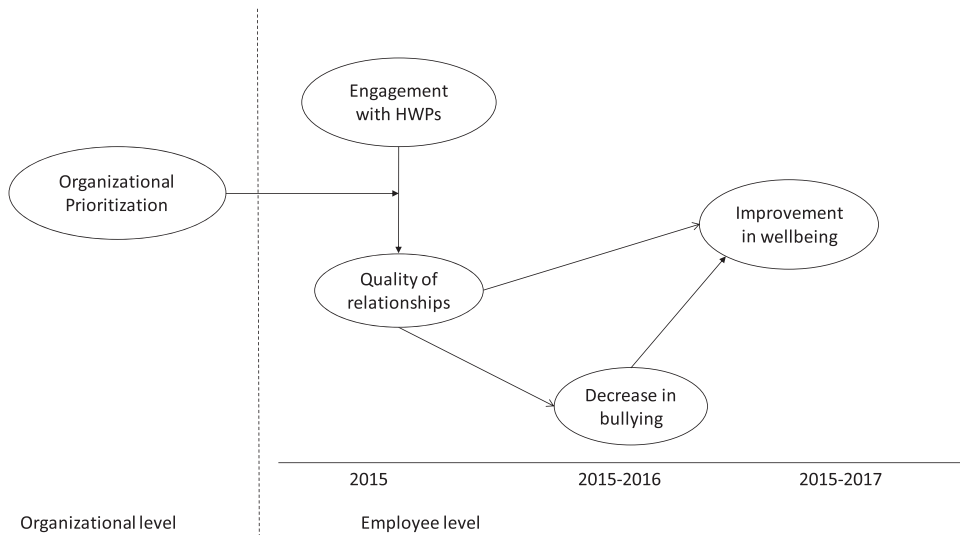 Engagement
with HWPs
Organizational
Prioritization
Improvement
in wellbeing
Quality of
relationships
Decrease in
bullying
2015
2015-2016
2015-2017
Organizational level
Employee level